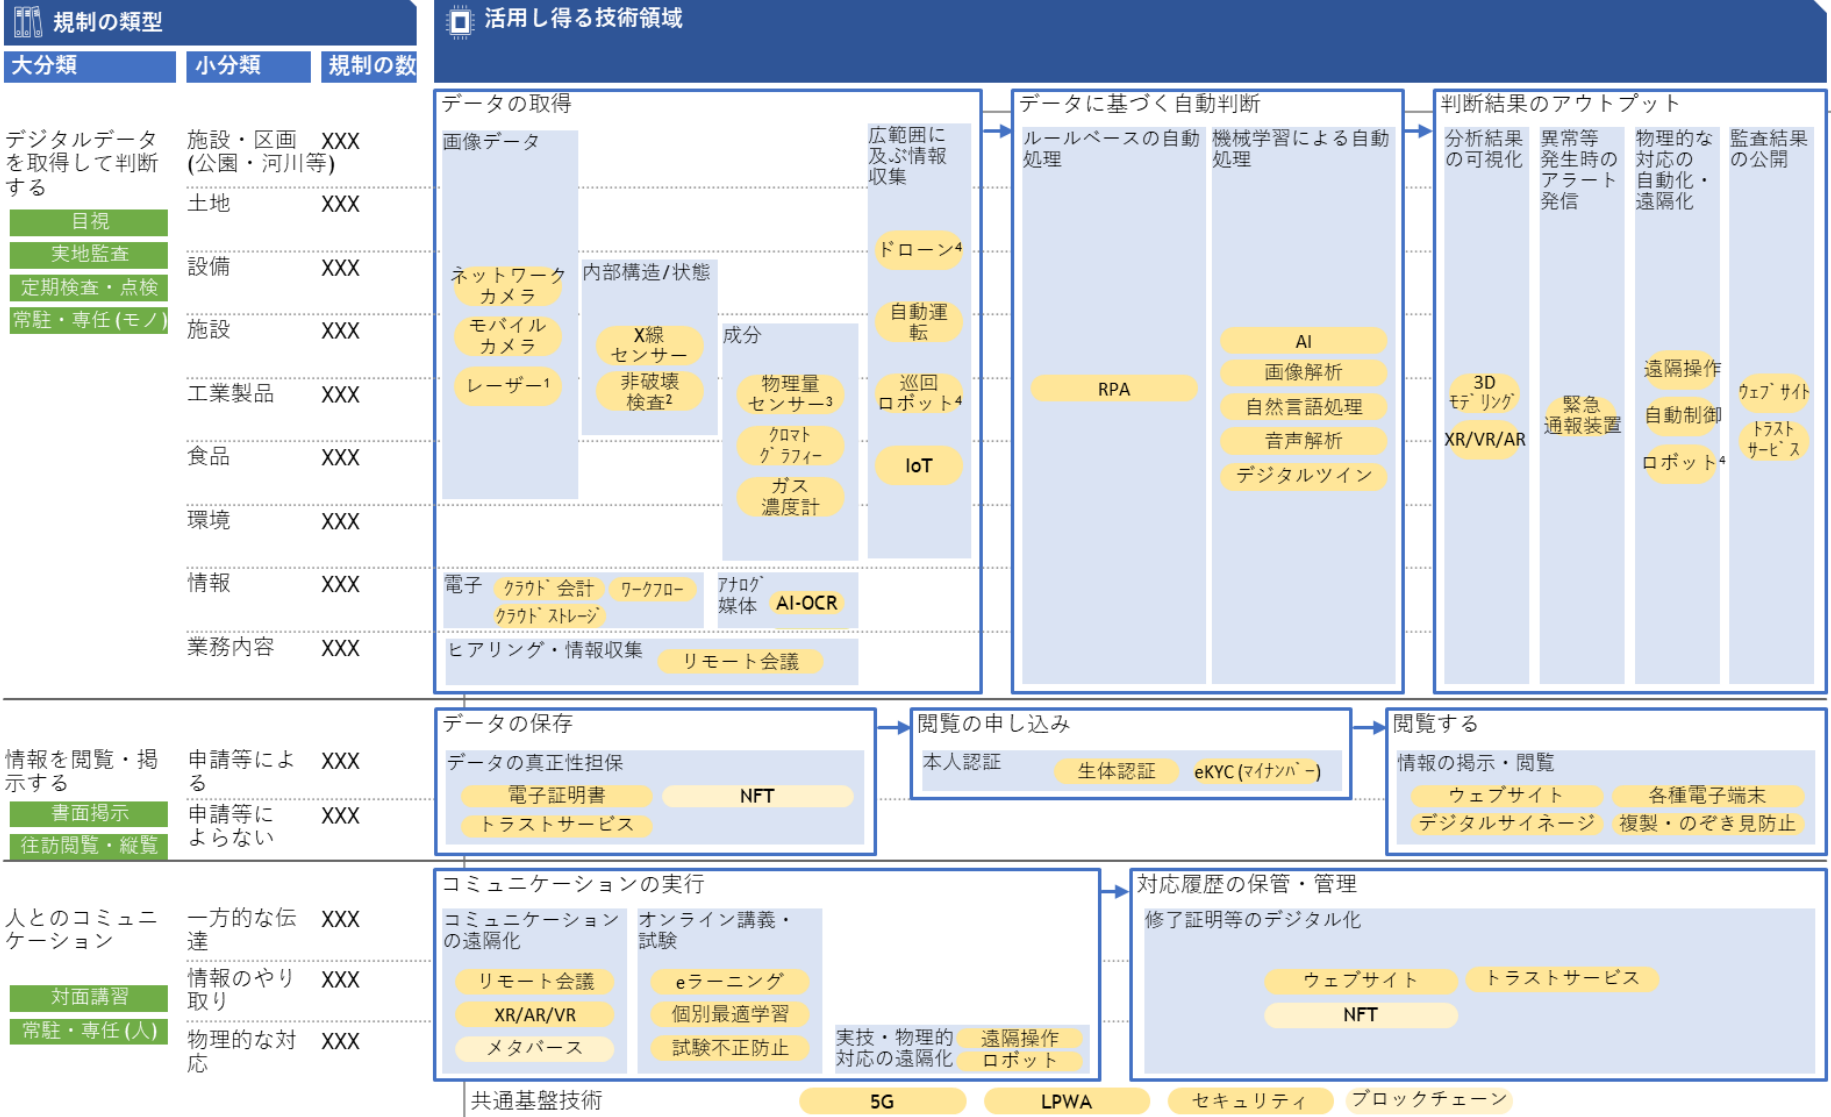 規制の類型
活用し得る技術領域
大分類
小分類
規制の数
デジタルデータ
を取得して判断
する
目視
実地監査
定期検査・点検
常駐・専任(モノ)
施設・区画
(公園・河川等)
XXX
土地
XXX
設備
XXX
施設
XXX
工業製品
XXX
食品
XXX
環境
XXX
情報
XXX
業務内容
XXX
データの取得
画像データ
ネットワーク
カメラ
モバイル
カメラ
レーザー1
内部構造/状態
X線
センサー
非破壊
検査2
成分
物理量
センサー3
クロマト
グラフィー
ガス
濃度計
広範囲に
及ぶ情報
収集
ドローン4
自動運
転
巡回
ロボット4
IoT
電子
クラウド会計
ワークフロー
クラウドストレージ
アナログ
媒体
AI-OCR
ヒアリング・情報収集
リモート会議
データに基づく自動判断
ルールベースの自動
処理
RPA
機械学習による自動
処理
AI
画像解析
自然言語処理
音声解析
デジタルツイン
判断結果のアウトプット
分析結果
の可視化
3D
モデリング
XR/VR/AR
異常等
発生時の
アラート
発信
緊急
通報装置
物理的な
対応の
自動化・
遠隔化
遠隔操作
自動制御
ロボット4
監査結果
の公開
ウェブサイト
トラスト
サービス
情報を閲覧・掲
示する
書面掲示
往訪閲覧・縦覧
申請等によ
る
XXX
申請等に
よらない
XXX
データの保存
データの真正性担保
電子証明書
NFT
トラストサービス
閲覧の申し込み
本人認証
生体認証
eKYC(マイナンバー)
閲覧する
情報の掲示・閲覧
ウェブサイト
各種電子端末
デジタルサイネージ
複製・のぞき見防止
人とのコミュニ
ケーション
対面講習
常駐・専任(人)
一方的な伝
達
XXX
情報のやり
取り
XXX
物理的な対
応
XXX
コミュニケーションの実行
コミュニケーション
の遠隔化
リモート会議
XR/AR/VR
メタバース
オンライン講義・
試験
eラーニング
個別最適学習
試験不正防止
実技・物理的
対応の遠隔化
遠隔操作
ロボット
対応履歴の保管・管理
修了証明等のデジタル化
ウェブサイト
トラストサービス
NFT
共通基盤技術
5G
LPWA
セキュリティ
ブロックチェーン